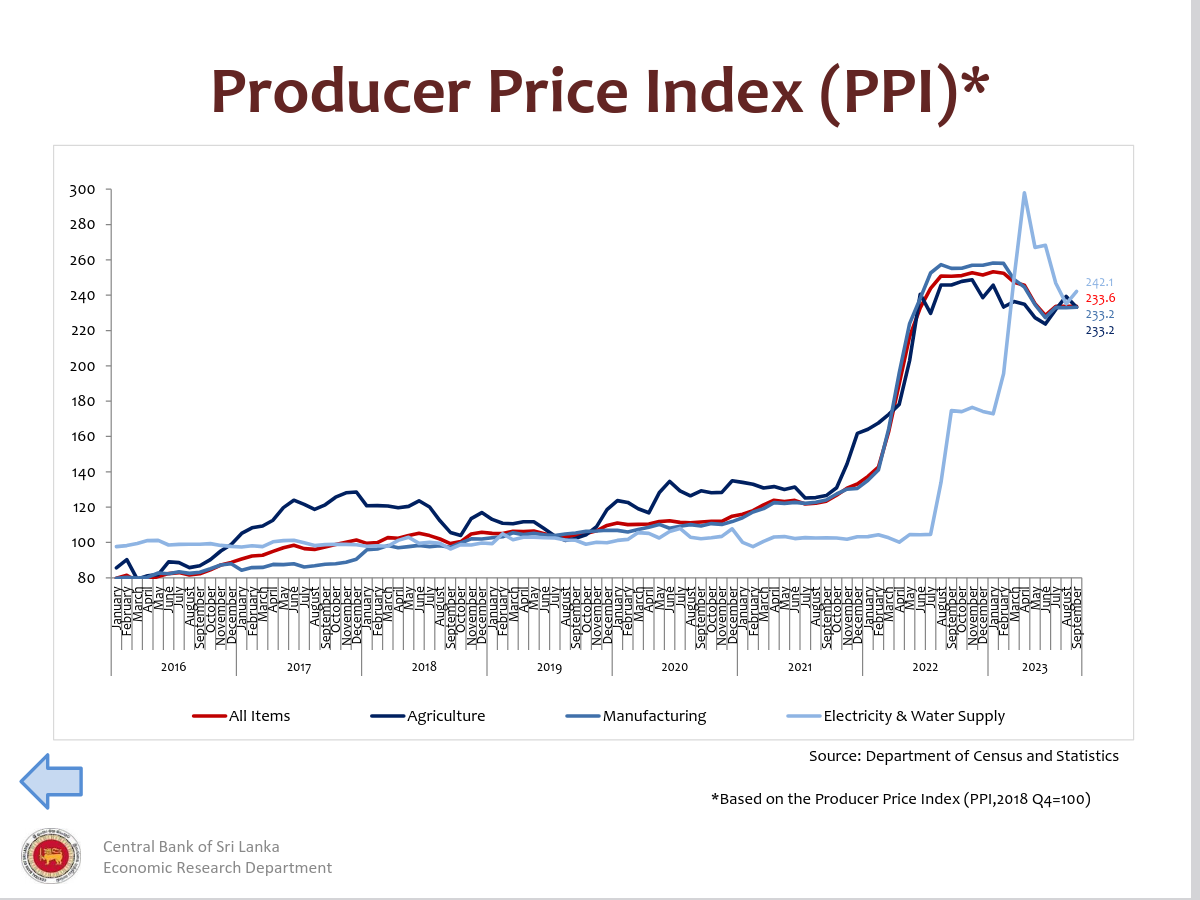 Producer Price Index (PPI)*
300
280
260
240
220
200
180
160
140
120
100
80
242.1
233.6
233.2
233.2
January February March April May June July August September October November December January February March April May June July August September October November December January February March April May June July August September October November December January February March April May June July August September October November December January February March April May June July August September October November December January February March April May June July August September October November December January February March April May June July August September October November December January February March April May June July August September
2016 2017 2018 2019 2020 2021 2022 2023
All Items Agriculture Manufacturing Electricity & Water Supply
Source: Department of Census and Statistics
*Based on the Producer Price Index (PPI,2018 Q4=100)
Central Bank of Sri Lanka
Economic Research Department